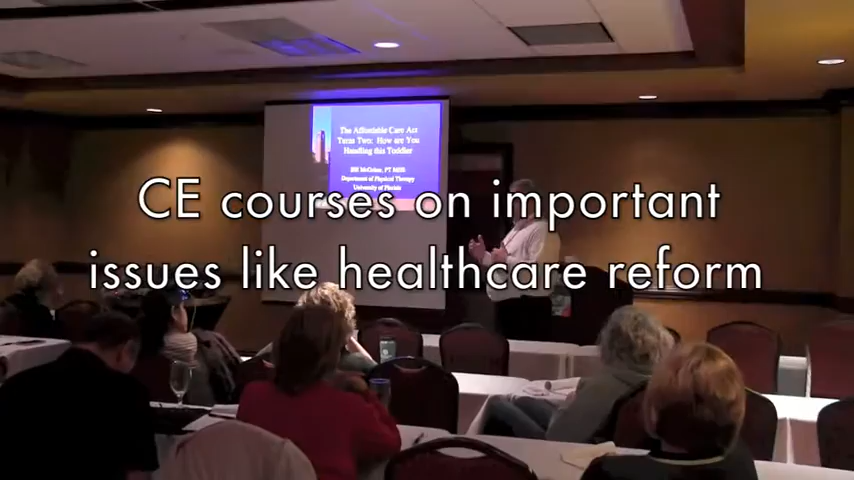 The Affordable Care Act
Turns Two: How are You
Handling this Toddler
Department of Physical Therapy
University of Florida
CE courses on important
issues like healthcare reform